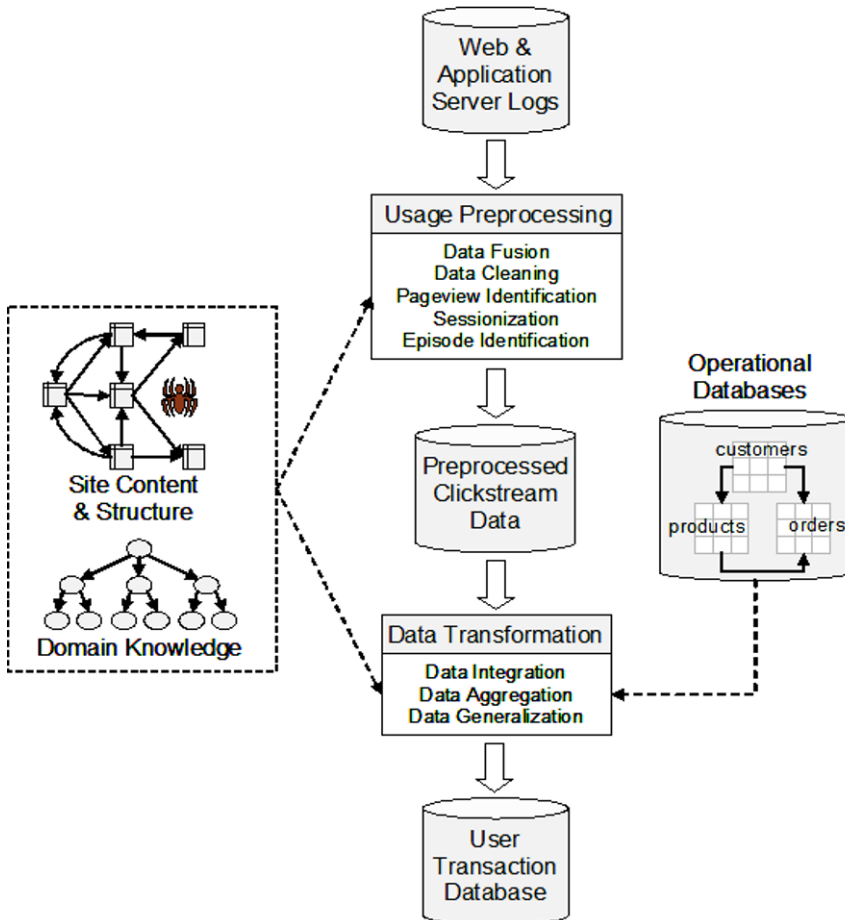 Web &
Application
Server Logs
Usage Preprocessing
Data Fusion
Data Cleaning
Pageview Identification
Sessionization
Episode Identification
Site Content
& Structure
Domain Knowledge
Preprocessed
Clickstream
Data
Operational
Databases
customers
products
orders
Data Transformation
Data Integration
Data Aggregation
Data Generalization
User
Transaction
Database